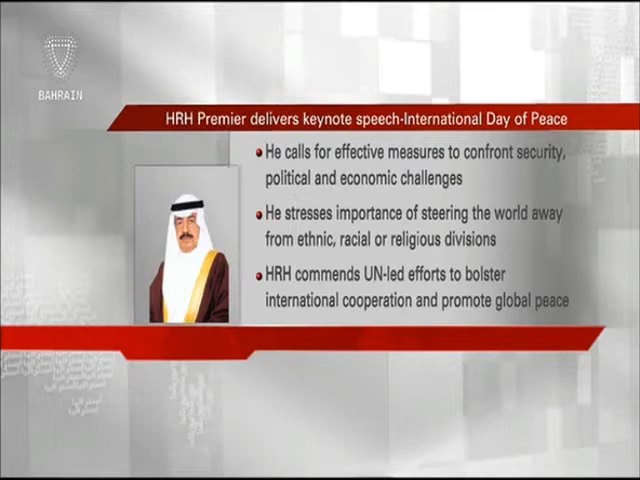 BAHRAIN
HRH Premier delivers keynote speech-International Day of Peace
• He calls for effective measures to confront security,
political and economic challenges
• He stresses importance of steering the world away
from ethnic, racial or religious divisions
• HRH commends UN-led efforts to bolster
international cooperation and promote global peace